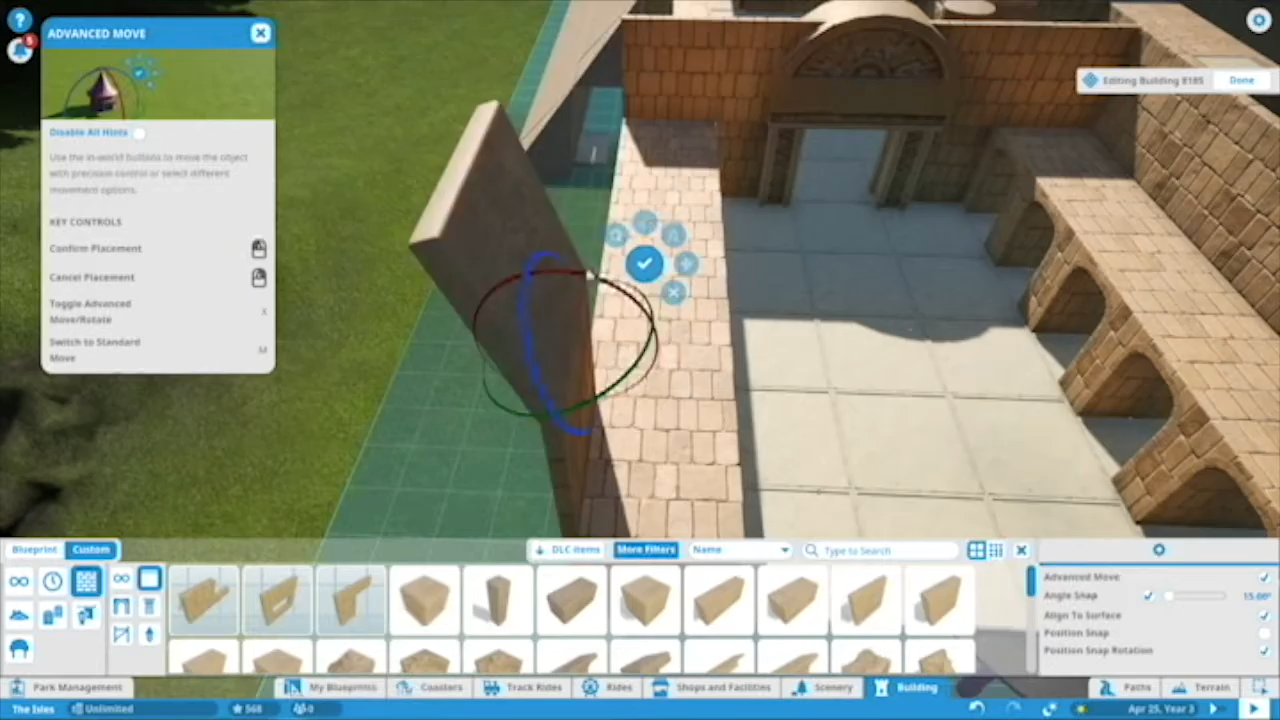 ADVANCED MOVE
Disable All Hints
Use the in-world buttons to move the object
with precision control or select different
movement options.
KEY CONTROLS
Confirm Placement
Cancel Placement
Toggle Advanced
Move/Rotate
X
Switch to Standard
Move
M
Editing Building E185
Done
Blueprint
Custom
DLC items
More Filters
Name
Type to Search
Advanced Move
Angle Snap
15.00°
Align To Surface
Position Snap
Position Snap Rotation
Park Management
My Blueprints
Coasters
Track Rides
Rides
Shops and Facilities
Scenery
Building
Paths
Terrain
The Isles
Unlimited
568
0
Apr 25, Year 3